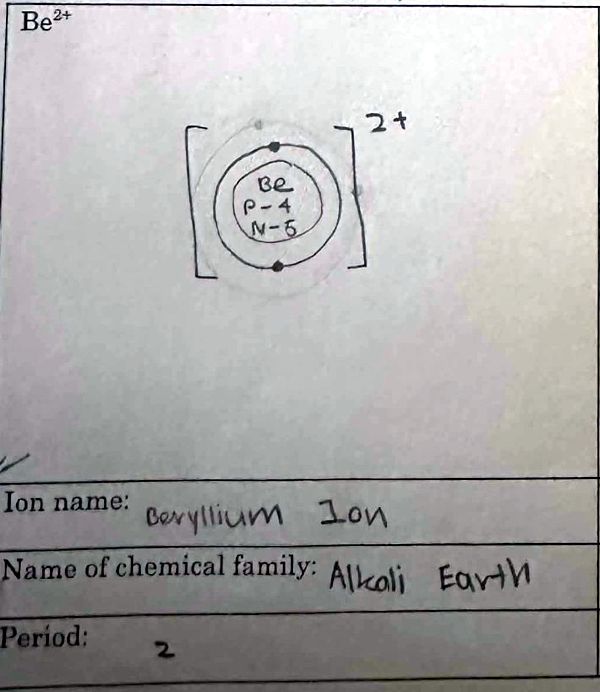 Be²⁺
2+
Be
P-4
N-5
Ion name: Beryllium Ion
Name of chemical family: Alkali Earth
Period: 2